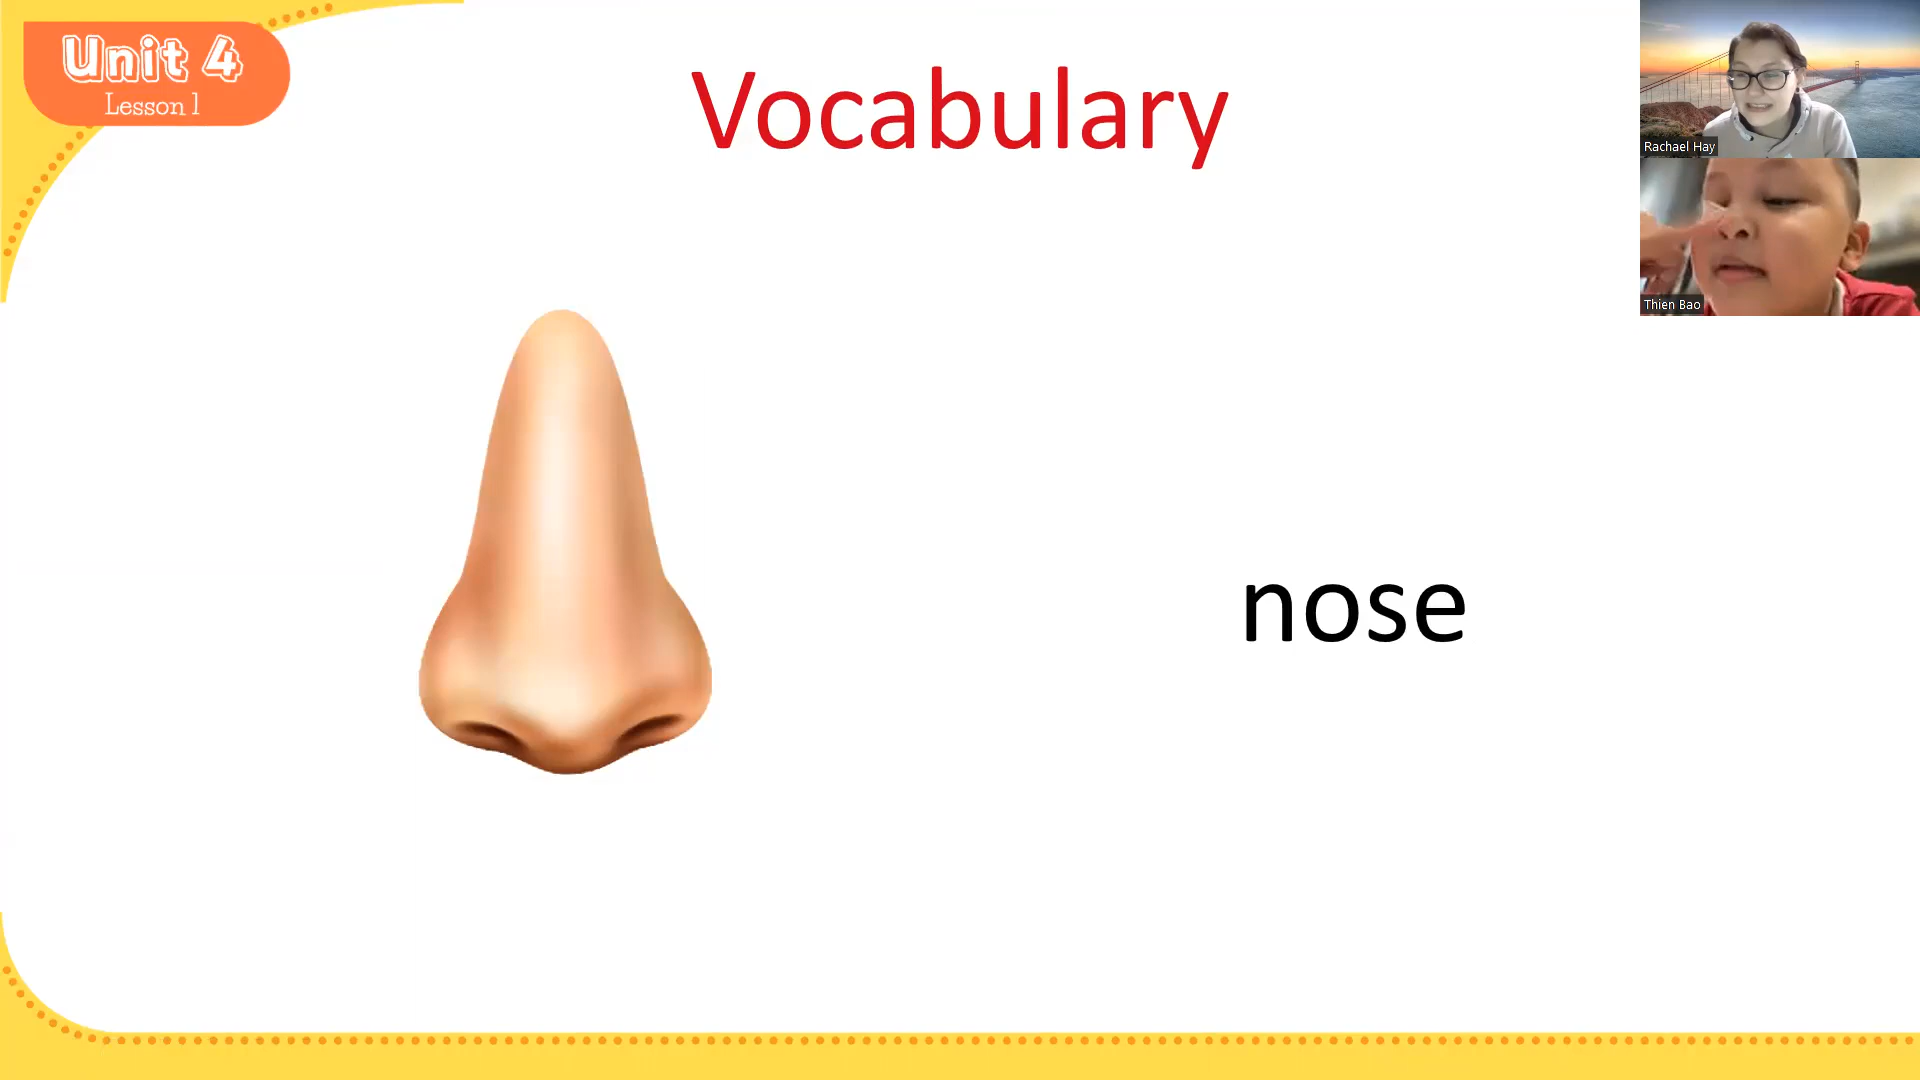 Unit 4
Lesson 1
Vocabulary
Rachael Hay
Thien Bao
nose